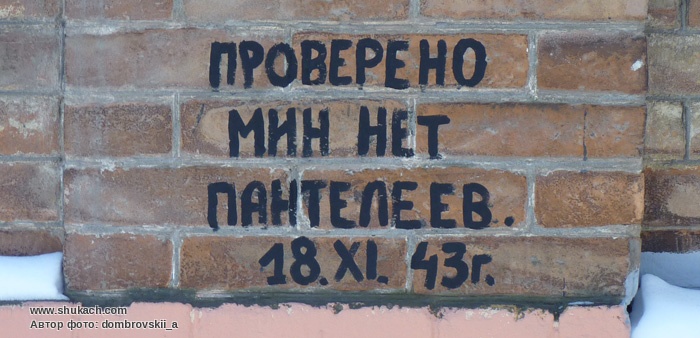 ПРОВЕРЕНО
МИН НЕТ
ПАНТЕЛЕЕВ.
18.XI. 43г.
www.shukach.com
Автор фото: dombrovskii_a